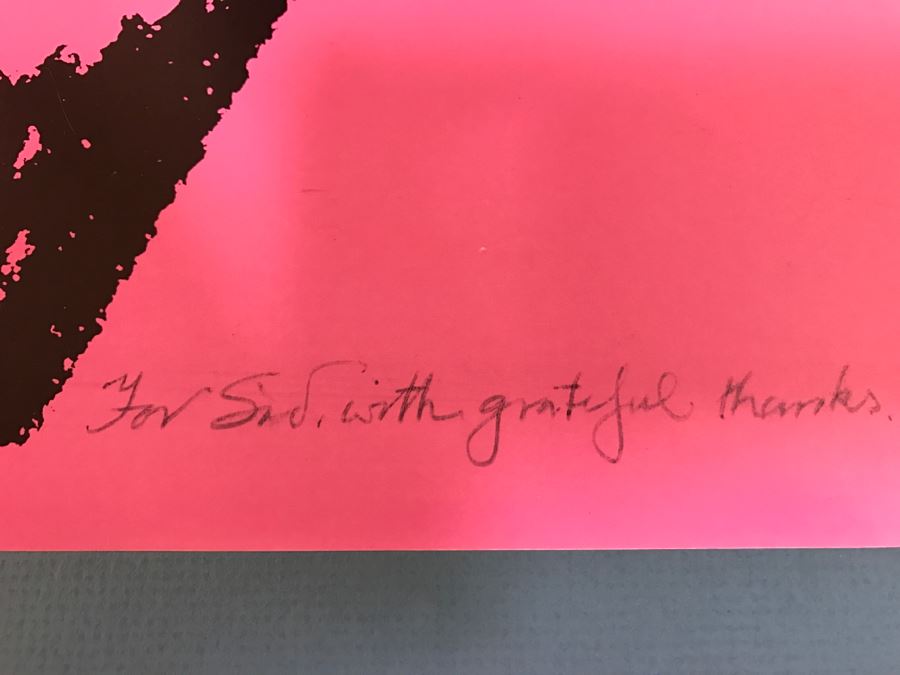 For Sid, with grateful thanks.